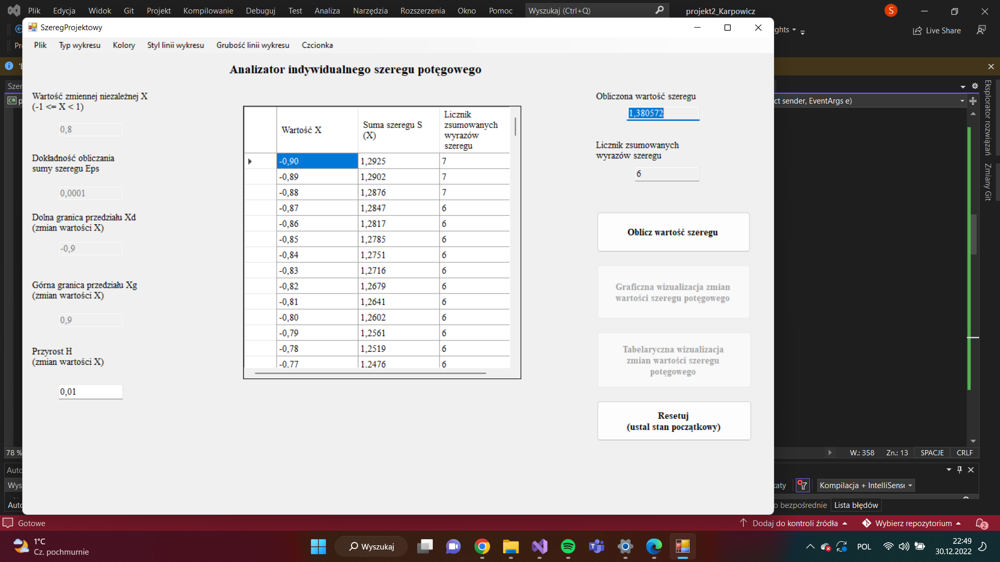 Plik Edycja Widok Git Projekt Kompilowanie Debuguj Test Analiza Narzędzia Rozszerzenia Okno Pomoc Wyszukaj (Ctrl+Q) projekt2_Karpowicz S
SzeregProjektowy
ghts Live Share
Plik Typ wykresu Kolory Styl linii wykresu Grubość linii wykresu Czcionka
Pr
Analizator indywidualnego szeregu potęgowego
Szer
ct sender, EventArgs e)
Eksplorator rozwiązań
Zmiany Git
Wartość zmiennej niezależnej X
(-1 <= X < 1)
0,8
Dokładność obliczania
sumy szeregu Eps
0,0001
Dolna granica przedziału Xd
(zmian wartości X)
-0,9
Górna granica przedziału Xg
(zmian wartości X)
0,9
Przyrost H
(zmian wartości X)
0,01
Wartość X
Suma szeregu S
(X)
Licznik
zsumowanych
wyrazów
szeregu
-0,90 1,2925 7
-0,89 1,2902 7
-0,88 1,2876 7
-0,87 1,2847 6
-0,86 1,2817 6
-0,85 1,2785 6
-0,84 1,2751 6
-0,83 1,2716 6
-0,82 1,2679 6
-0,81 1,2641 6
-0,80 1,2602 6
-0,79 1,2561 6
-0,78 1,2519 6
-0,77 1,2476 6
Obliczona wartość szeregu
1,380572
Licznik zsumowanych
wyrazów szeregu
6
Oblicz wartość szeregu
Graficzna wizualizacja zmian
wartości szeregu potęgowego
Tabelaryczna wizualizacja
zmian wartości szeregu
potęgowego
Resetuj
(ustal stan początkowy)
78 % W.: 358 Zn.: 13 SPACJE CRLF
Auto
Wys
katy Kompilacja + IntelliSense
Auto
o bezpośrednie Lista błędów
Gotowe Dodaj do kontroli źródła Wybierz repozytorium 2
1°C
Cz. pochmurnie
Wyszukaj
POL
22:49
30.12.2022